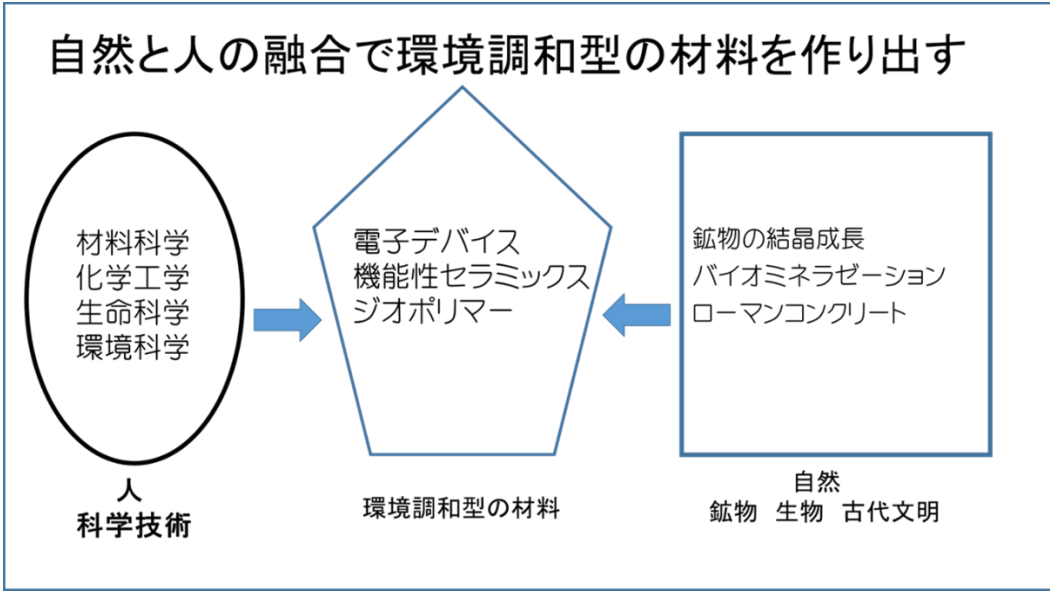 自然と人の融合で環境調和型の材料を作り出す
材料科学
化学工学
生命科学
環境科学
人
科学技術
電子デバイス
機能性セラミックス
ジオポリマー
環境調和型の材料
鉱物の結晶成長
バイオミネラゼーション
ローマンコンクリート
自然
鉱物 生物 古代文明